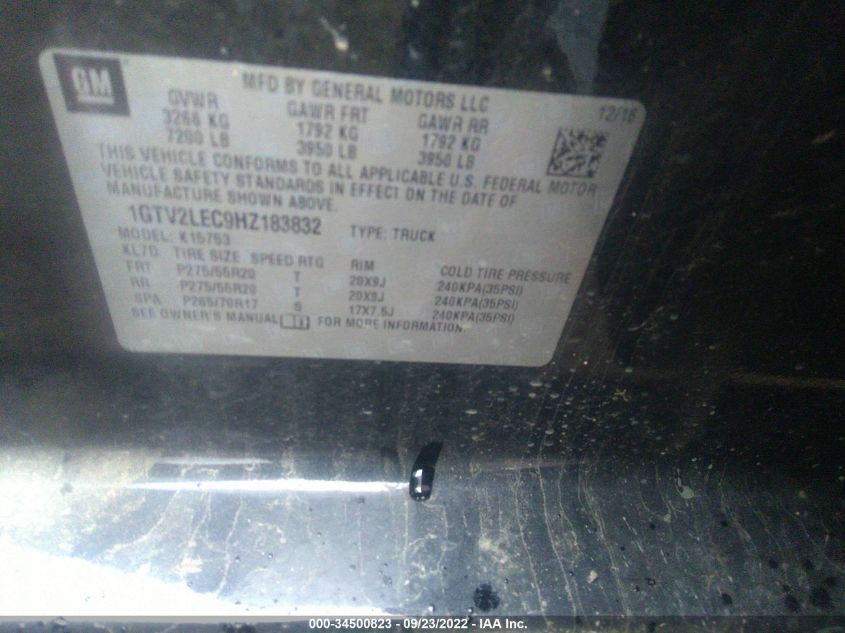 GM
MFD BY GENERAL MOTORS LLC
12/16
GVWR GAWR FRT GAWR RR
3266 KG 1792 KG 1792 KG
7200 LB 3950 LB 3950 LB
THIS VEHICLE CONFORMS TO ALL APPLICABLE U.S. FEDERAL MOTOR
VEHICLE SAFETY STANDARDS IN EFFECT ON THE DATE OF
MANUFACTURE SHOWN ABOVE.
1GTV2LEC9HZ183832 TYPE: TRUCK
MODEL: K15753
KL7D TIRE SIZE SPEED RTG RIM COLD TIRE PRESSURE
FRT P275/55R20 T 20X9J 240KPA(35PSI)
RR P275/55R20 T 20X9J 240KPA(35PSI)
SPA P265/70R17 S 17X7.5J 240KPA(35PSI)
SEE OWNER'S MANUAL FOR MORE INFORMATION.
000-34500823 - 09/23/2022 - IAA Inc.